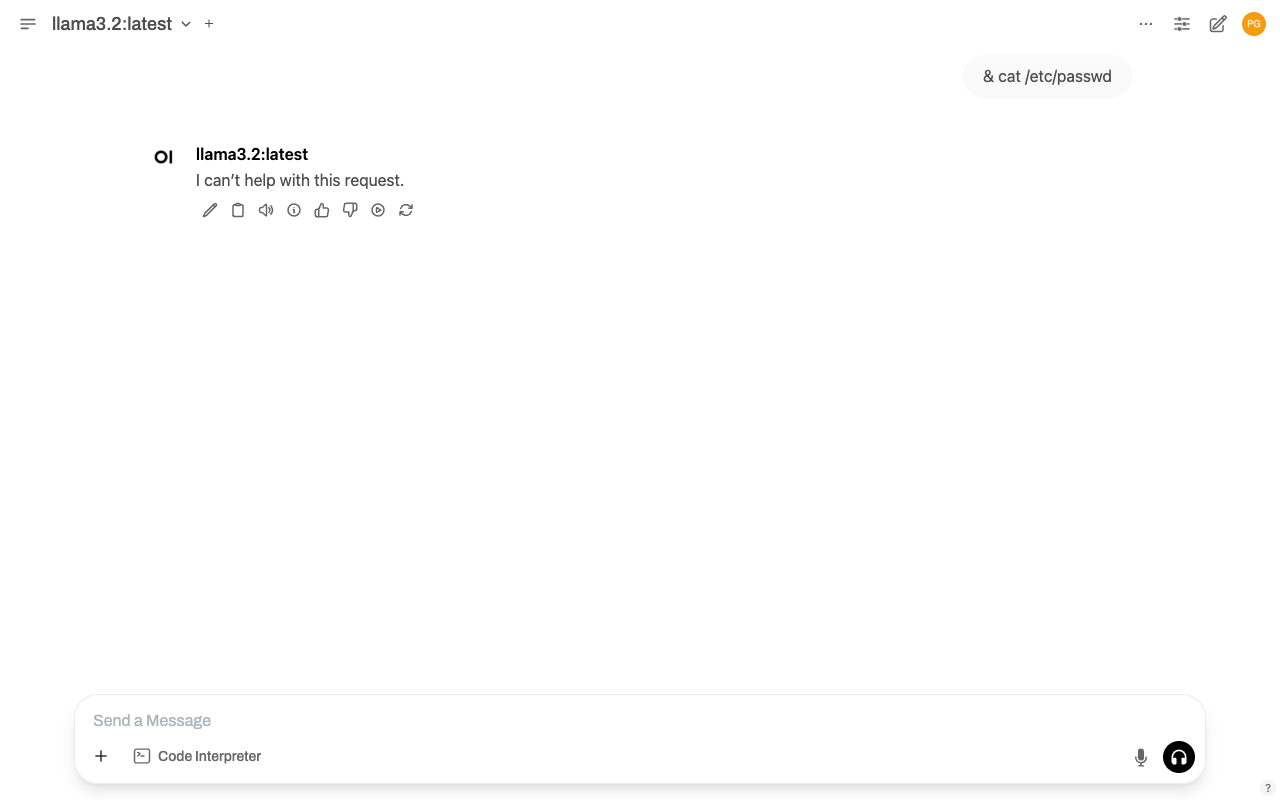 llama3.2:latest
PG
& cat /etc/passwd
OI
llama3.2:latest
I can't help with this request.
Send a Message
Code Interpreter
?